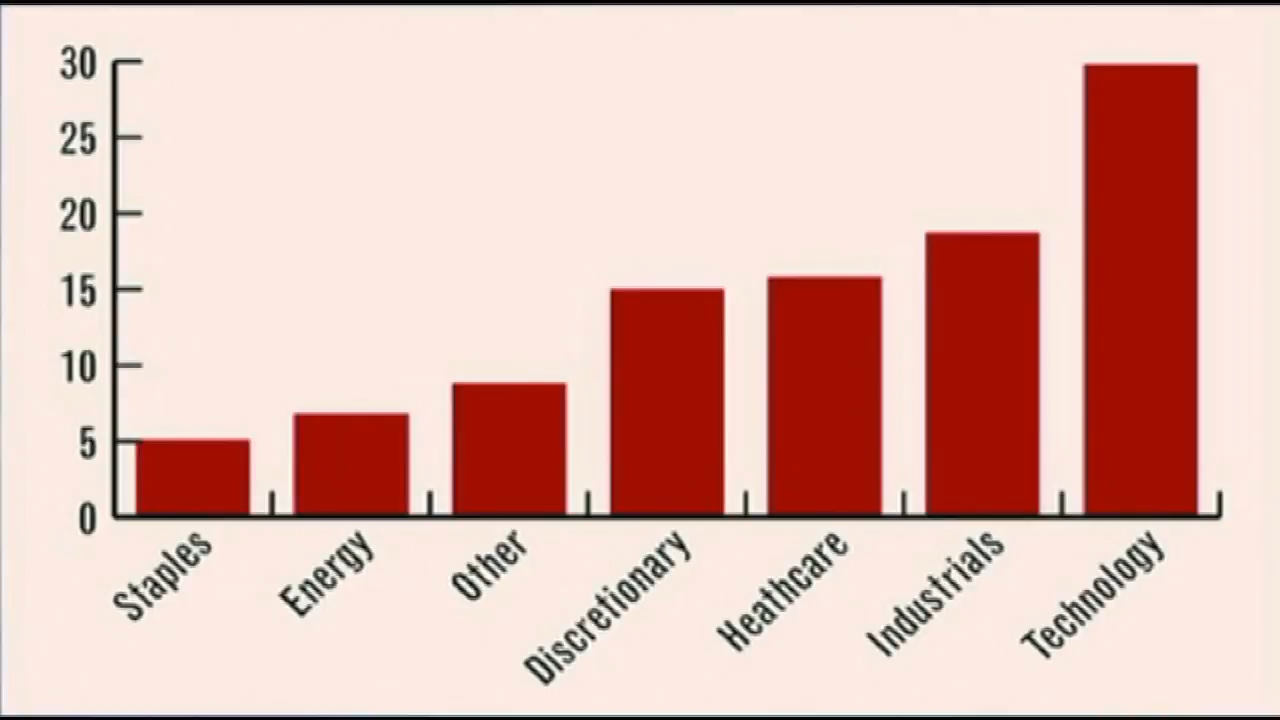 30
25
20
15
10
5
0
Staples
Energy
Other
Discretionary
Heathcare
Industrials
Technology